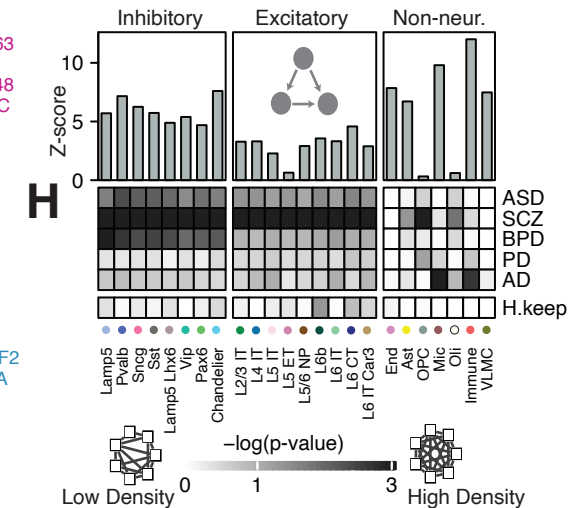 Inhibitory Excitatory Non-neur.
63
48
C
10
5
0
Z-score
H
ASD
SCZ
BPD
PD
AD
H.keep
F2
A
Lamp5
Pvalb
Sncg
Sst
Lamp5 Lhx6
Vip
Pax6
Chandelier
L2/3 IT
L4 IT
L5 IT
L5 ET
L5/6 NP
L6b
L6 IT
L6 CT
L6 IT Car3
End
Ast
OPC
Mic
Oli
Immune
VLMC
−log(p-value)
0 1 3
Low Density
High Density